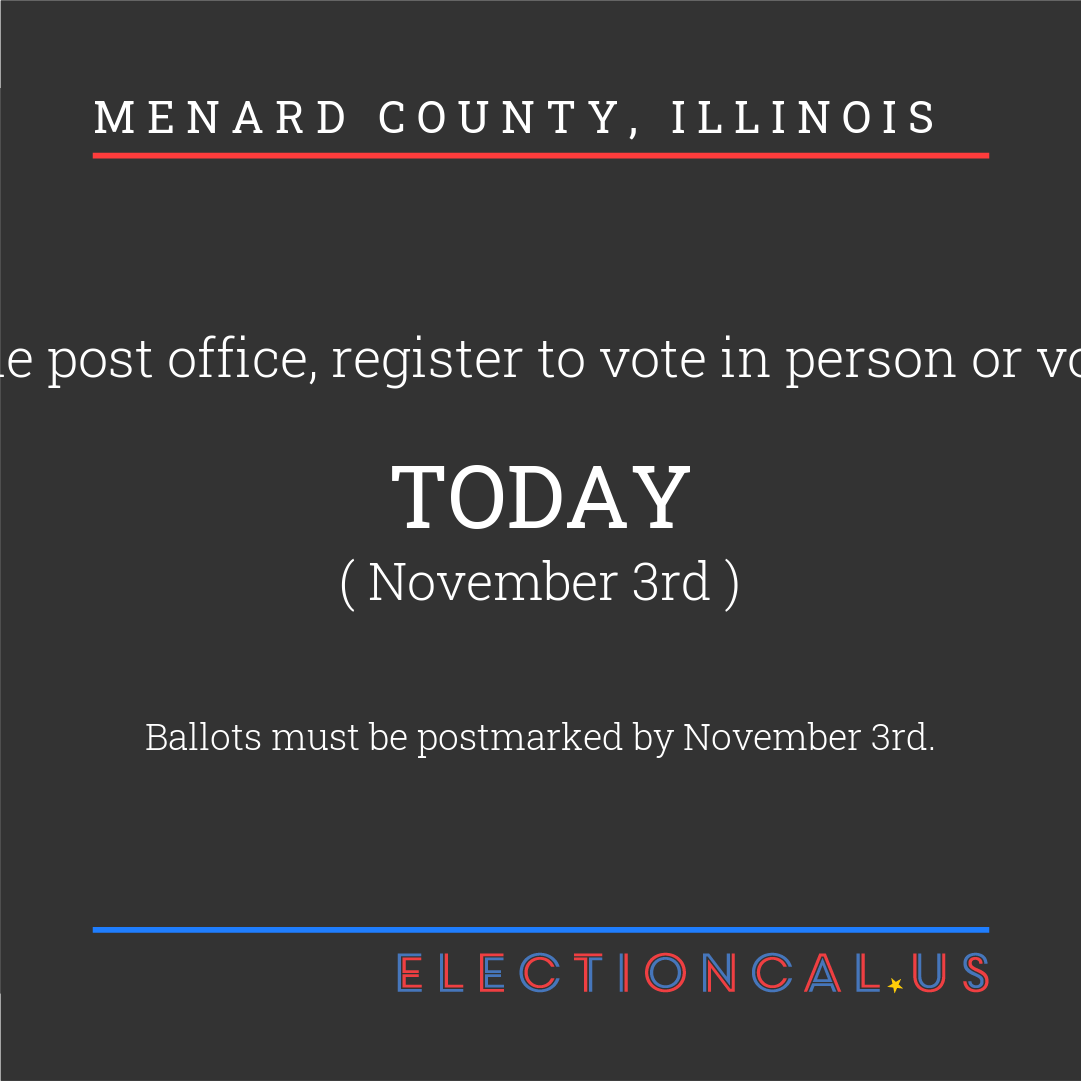 MENARD COUNTY, ILLINOIS
e post office, register to vote in person or vo
TODAY
( November 3rd )
Ballots must be postmarked by November 3rd.
ELECTIONCAL.US